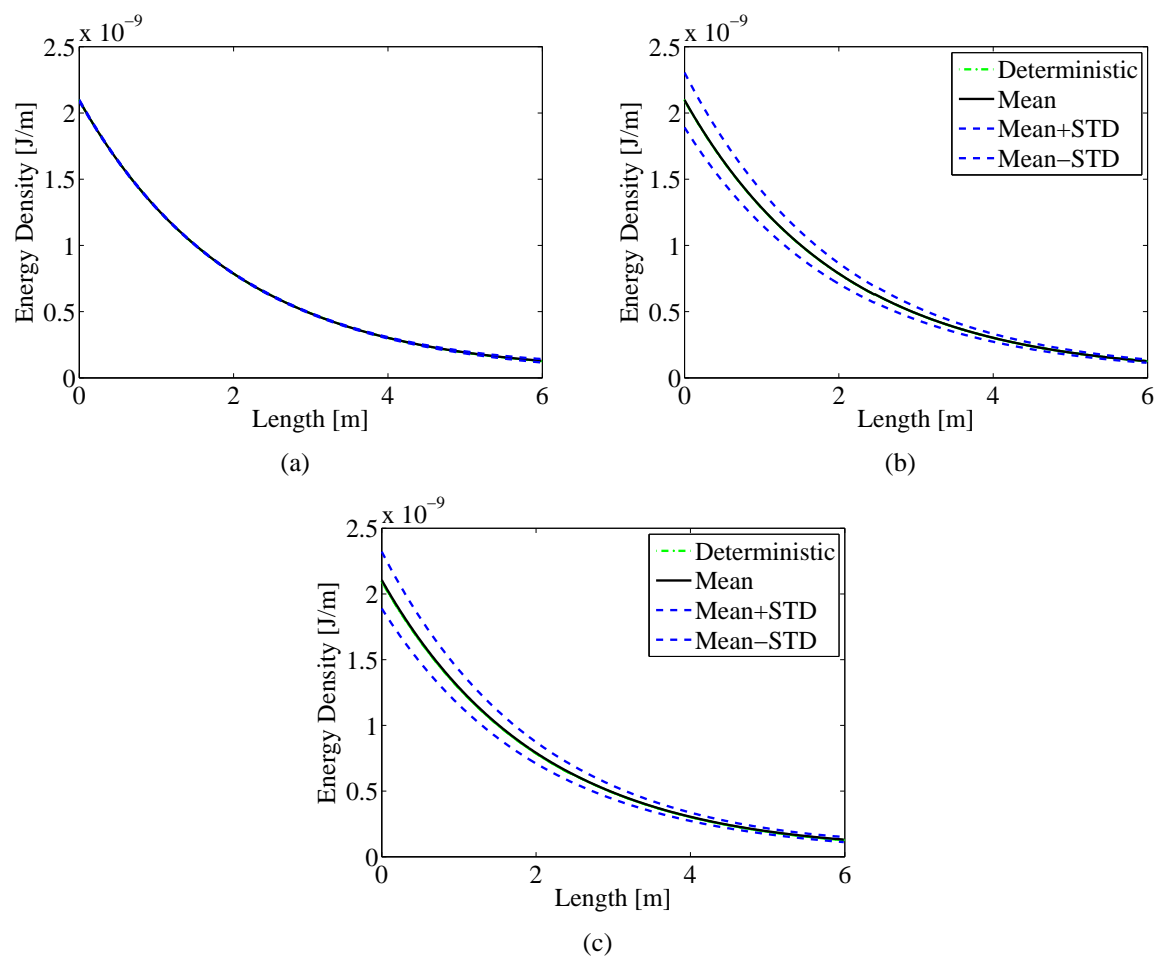 x 10−9
2.5
2
1.5
1
0.5
0
0 2 4 6
Energy Density [J/m]
Length [m]
(a)
x 10−9
2.5
2
1.5
1
0.5
0
0 2 4 6
Energy Density [J/m]
Length [m]
Deterministic
Mean
Mean+STD
Mean−STD
(b)
x 10−9
2.5
2
1.5
1
0.5
0
0 2 4 6
Energy Density [J/m]
Length [m]
Deterministic
Mean
Mean+STD
Mean−STD
(c)